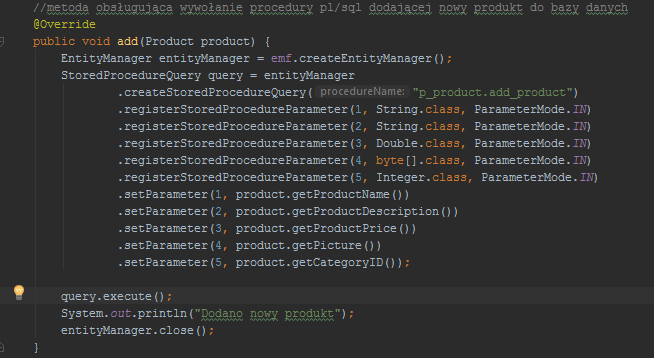 //metoda obsługująca wywołanie procedury pl/sql dodającej nowy produkt do bazy danych
@Override
public void add(Product product) {
EntityManager entityManager = emf.createEntityManager();
StoredProcedureQuery query = entityManager
.createStoredProcedureQuery( procedureName: "p_product.add_product")
.registerStoredProcedureParameter(1, String.class, ParameterMode.IN)
.registerStoredProcedureParameter(2, String.class, ParameterMode.IN)
.registerStoredProcedureParameter(3, Double.class, ParameterMode.IN)
.registerStoredProcedureParameter(4, byte[].class, ParameterMode.IN)
.registerStoredProcedureParameter(5, Integer.class, ParameterMode.IN)
.setParameter(1, product.getProductName())
.setParameter(2, product.getProductDescription())
.setParameter(3, product.getProductPrice())
.setParameter(4, product.getPicture())
.setParameter(5, product.getCategoryID());
query.execute();
System.out.println("Dodano nowy produkt");
entityManager.close();
}